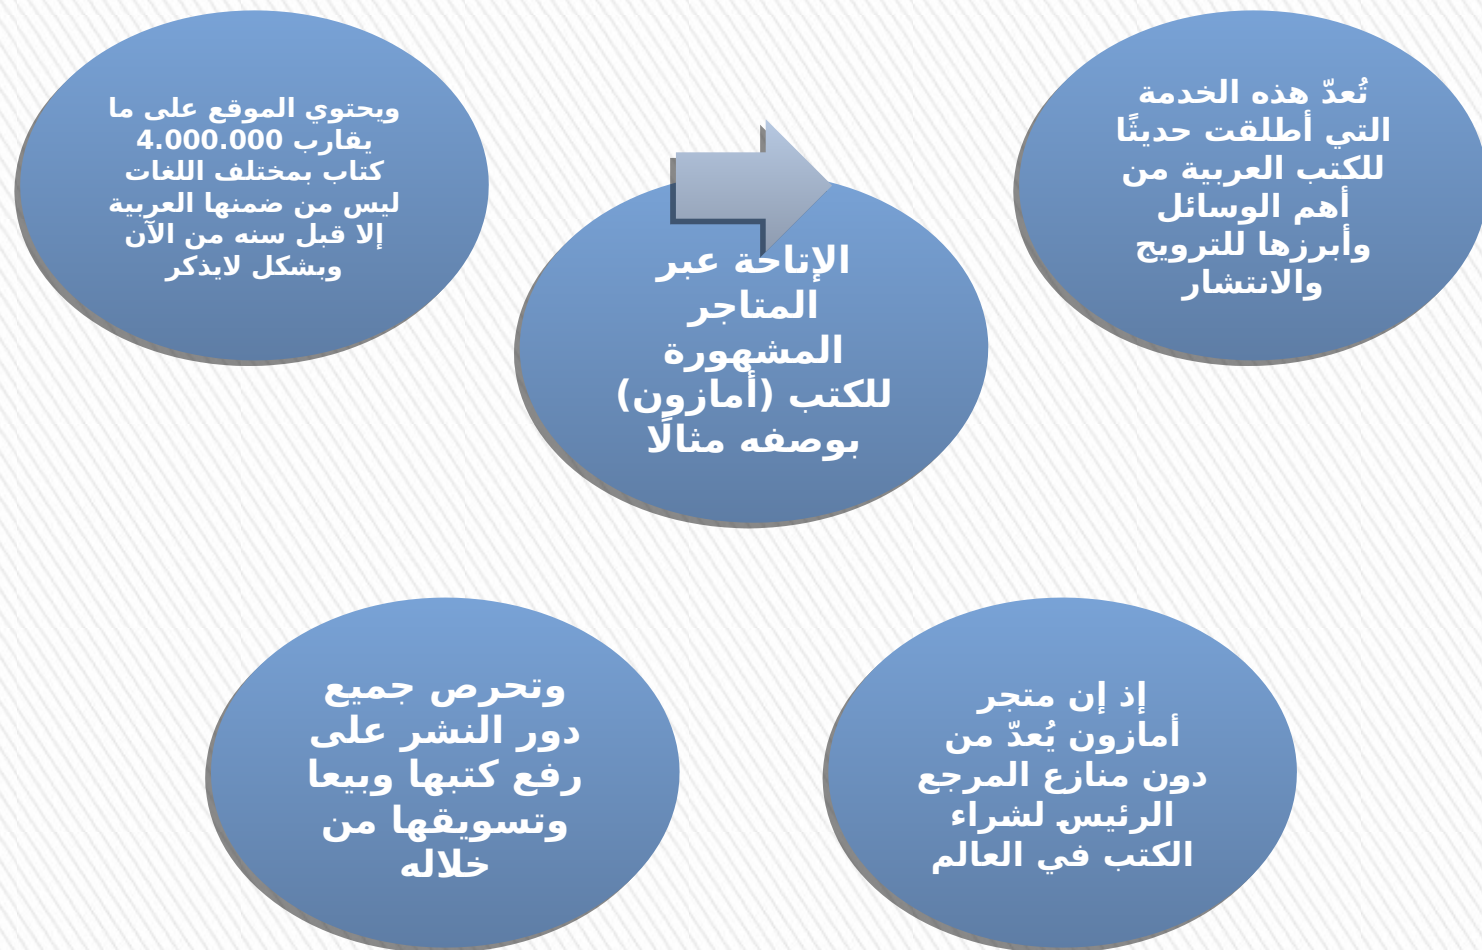 تُعدّ هذه الخدمة
التي أطلقت حديثًا
للكتب العربية من
أهم الوسائل
وأبرزها للترويج
والانتشار
ويحتوي الموقع على ما
يقارب 4.000.000
كتاب بمختلف اللغات
ليس من ضمنها العربية
إلا قبل سنه من الآن
وبشكل لايذكر
الإتاحة عبر
المتاجر
المشهورة
للكتب (أمازون)
بوصفه مثالًا
إذ إن متجر
أمازون يُعدّ من
دون منازع المرجع
الرئيس لشراء
الكتب في العالم
وتحرص جميع
دور النشر على
رفع كتبها وبيعا
وتسويقها من
خلاله